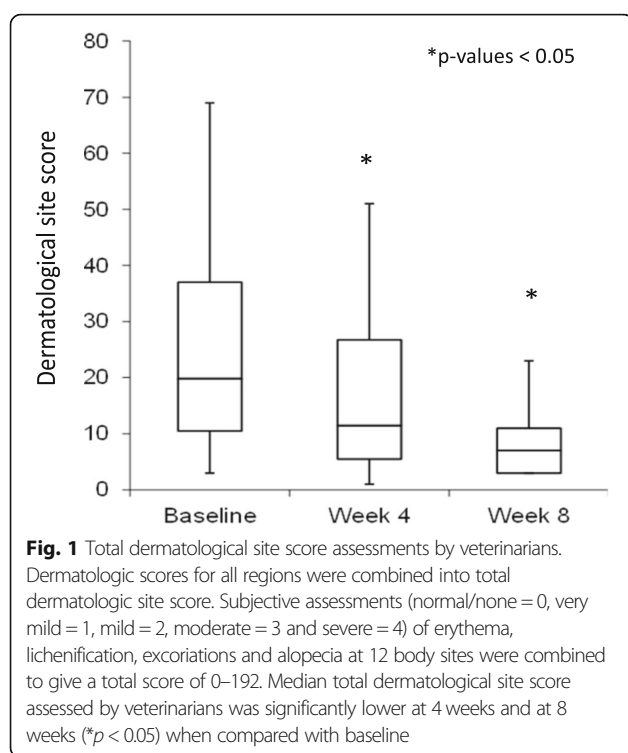 80
*p-values < 0.05
70
60
*
50
40
*
30
20
10
0
Dermatological site score
Baseline Week 4 Week 8
Fig. 1 Total dermatological site score assessments by veterinarians.
Dermatologic scores for all regions were combined into total
dermatologic site score. Subjective assessments (normal/none = 0, very
mild = 1, mild = 2, moderate = 3 and severe = 4) of erythema,
lichenification, excoriations and alopecia at 12 body sites were combined
to give a total score of 0–192. Median total dermatological site score
assessed by veterinarians was significantly lower at 4 weeks and at 8
weeks (*p < 0.05) when compared with baseline